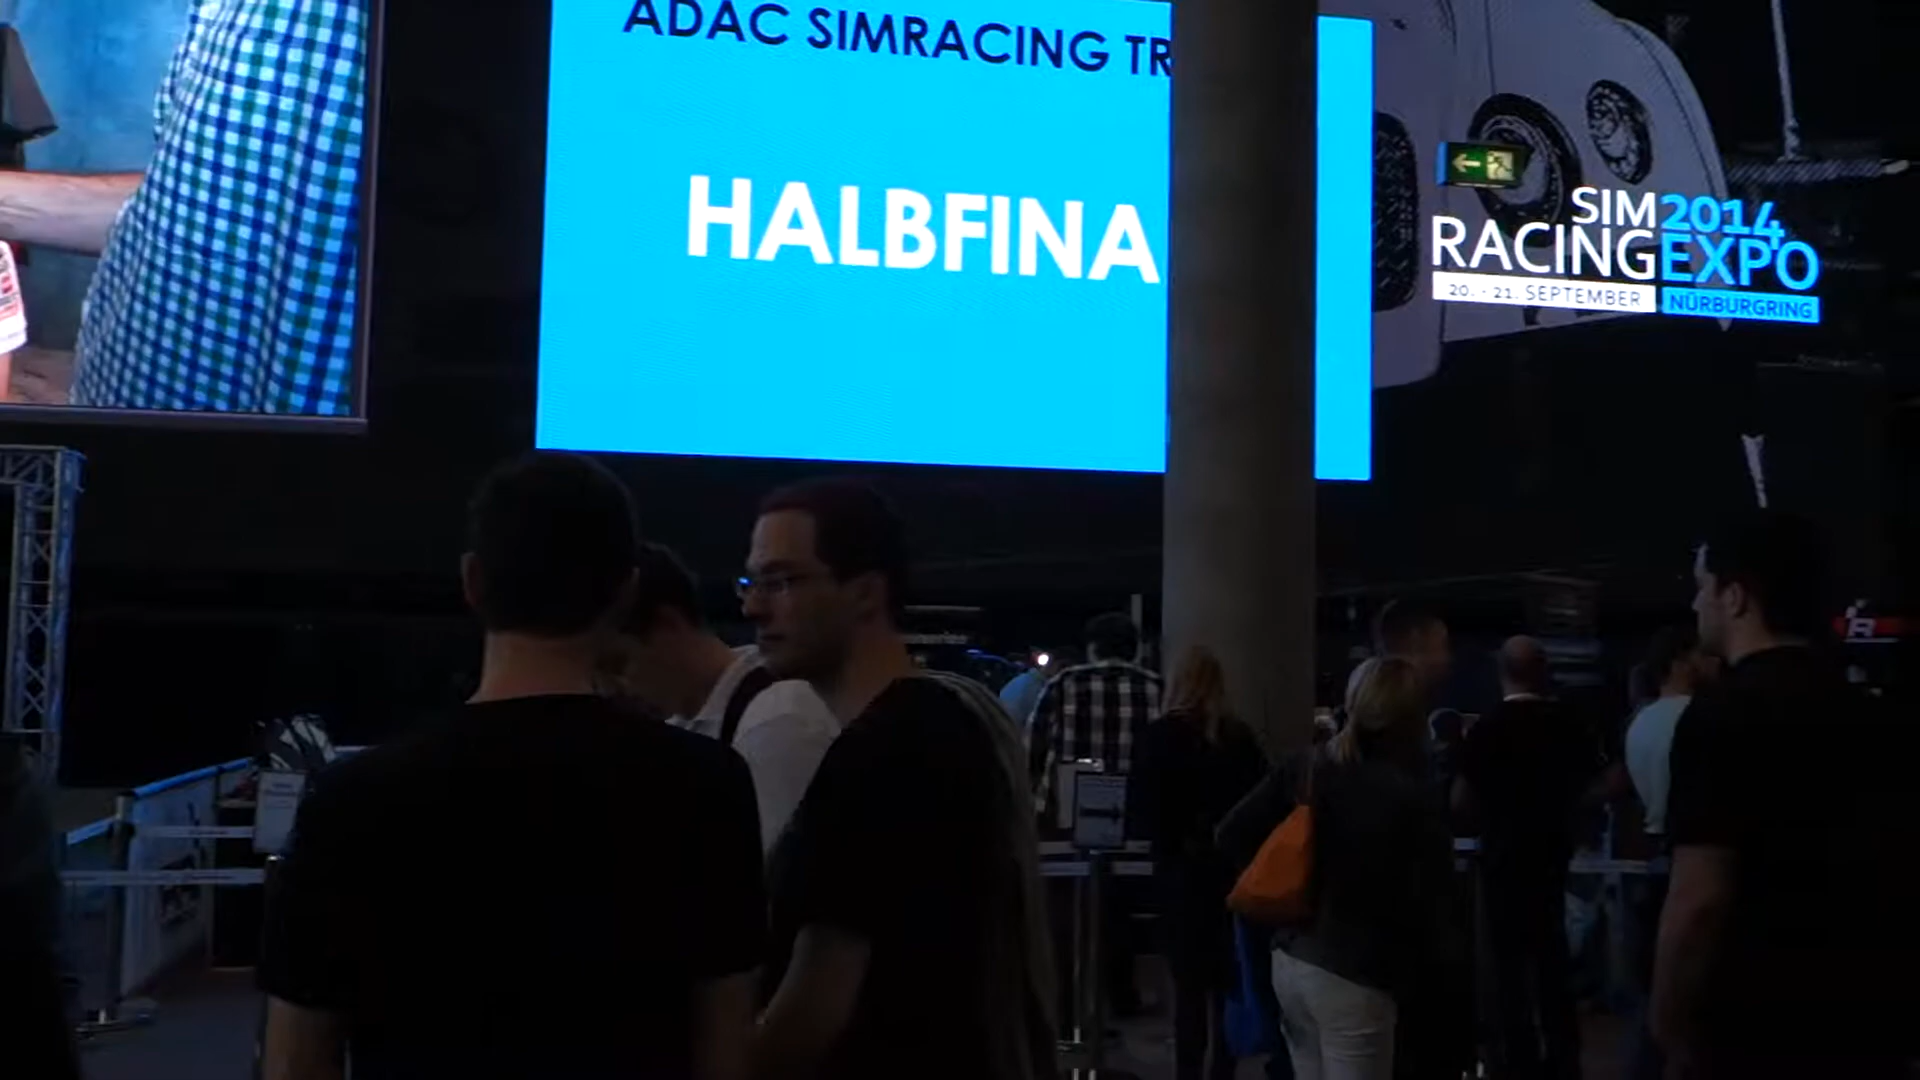 ADAC SIMRACING TR
HALBFINA
SIM 2014
RACING EXPO
20. - 21. SEPTEMBER NÜRBURGRING